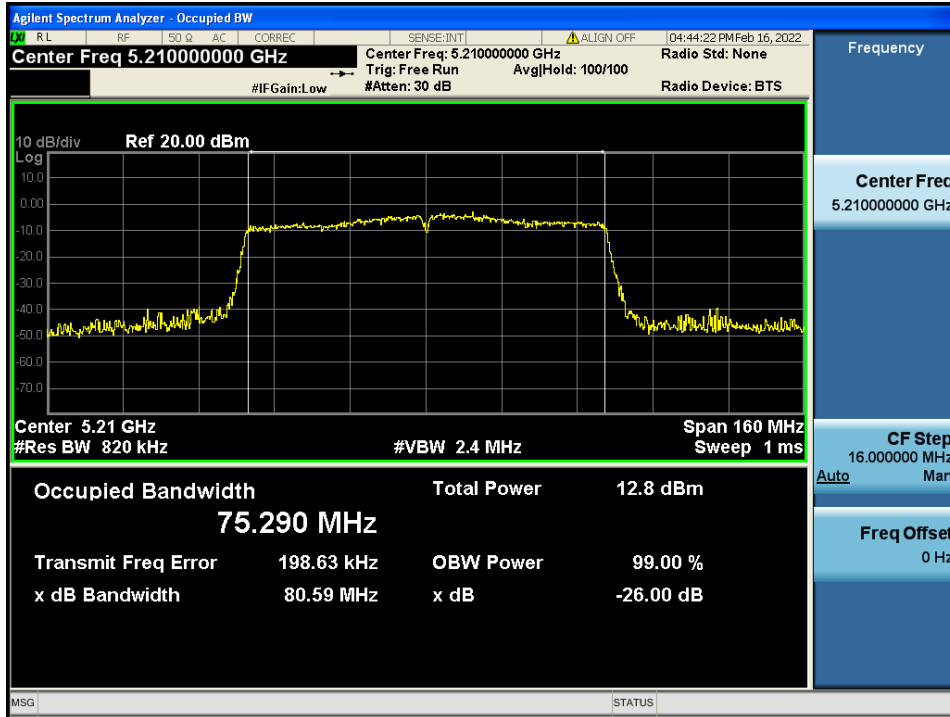 Agilent Spectrum Analyzer - Occupied BW
LXI RL RF 50 Ω AC CORREC SENSE:INT ALIGN OFF 04:44:22 PM Feb 16, 2022
Center Freq 5.210000000 GHz
Center Freq: 5.210000000 GHz
Radio Std: None
Trig: Free Run Avg|Hold: 100/100
#IFGain:Low
#Atten: 30 dB
Radio Device: BTS
10 dB/div Ref 20.00 dBm
Log
10.0
0.00
-10.0
-20.0
-30.0
-40.0
-50.0
-60.0
-70.0
Center 5.21 GHz
Span 160 MHz
#Res BW 820 kHz
#VBW 2.4 MHz
Sweep 1 ms
Occupied Bandwidth
Total Power 12.8 dBm
75.290 MHz
Transmit Freq Error 198.63 kHz
OBW Power 99.00 %
x dB Bandwidth 80.59 MHz
x dB -26.00 dB
Frequency
Center Freq
5.210000000 GHz
CF Step
16.000000 MHz
Auto Man
Freq Offset
0 Hz
MSG
STATUS